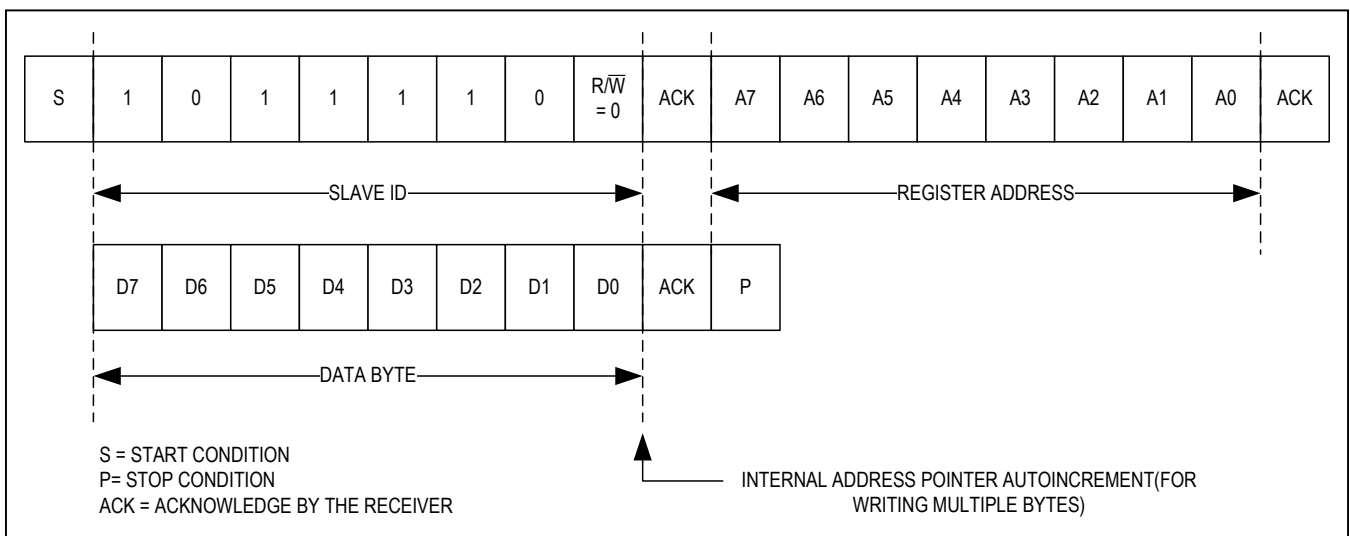 S 1 0 1 1 1 1 0 R/W̅ = 0 ACK A7 A6 A5 A4 A3 A2 A1 A0 ACK
SLAVE ID REGISTER ADDRESS
D7 D6 D5 D4 D3 D2 D1 D0 ACK P
DATA BYTE
S = START CONDITION
P= STOP CONDITION
ACK = ACKNOWLEDGE BY THE RECEIVER
INTERNAL ADDRESS POINTER AUTOINCREMENT(FOR
WRITING MULTIPLE BYTES)